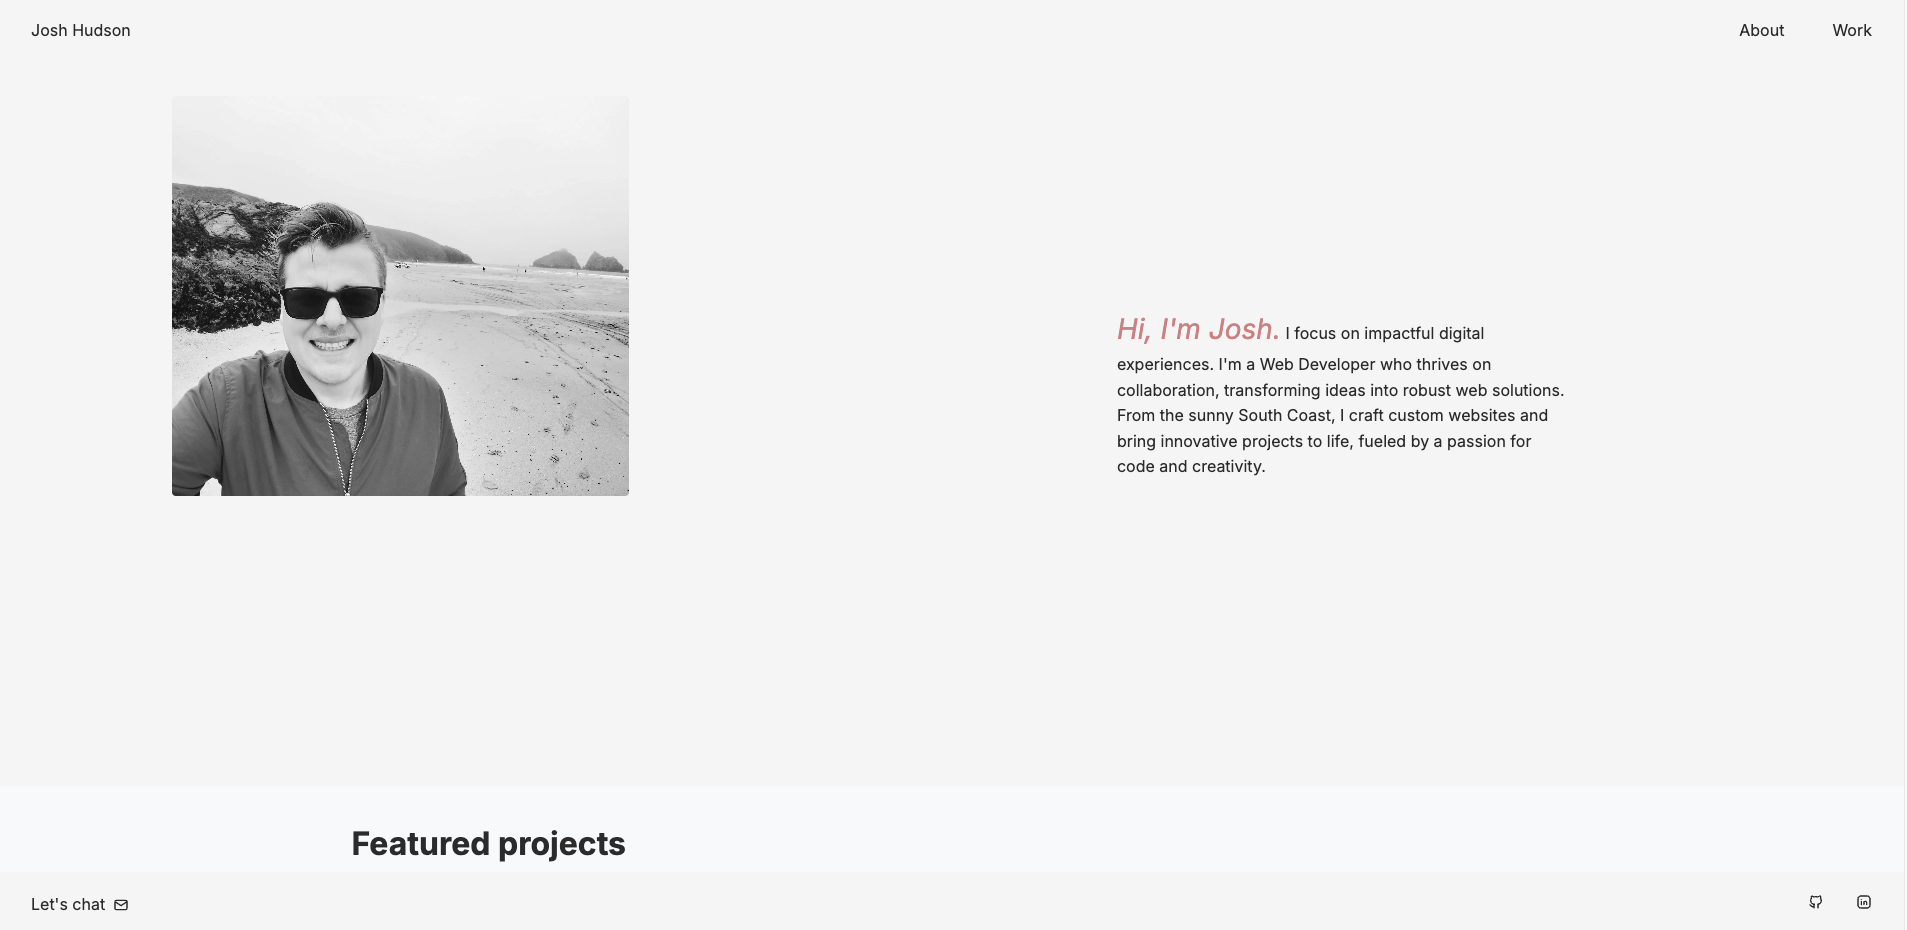 Josh Hudson
About
Work
Hi, I'm Josh. I focus on impactful digital
experiences. I'm a Web Developer who thrives on
collaboration, transforming ideas into robust web solutions.
From the sunny South Coast, I craft custom websites and
bring innovative projects to life, fueled by a passion for
code and creativity.
Featured projects
Let's chat
in